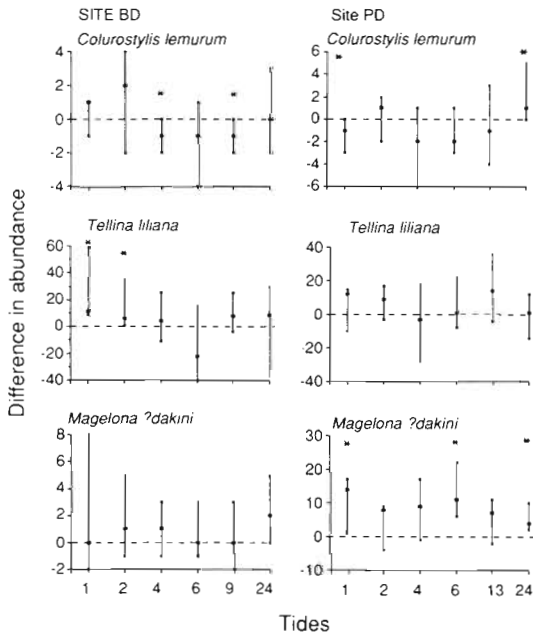 SITE BD
Site PD
Colurostylis lemurum
Colurostylis lemurum
4
2
0
-2
-4
6
4
2
0
-2
-4
-6
Difference in abundance
Tellina liliana
Tellina liliana
60
40
20
0
-20
-40
40
20
0
-20
-40
Magelona ?dakini
Magelona ?dakini
8
6
4
2
0
-2
30
20
10
0
-10
1 2 4 6 9 24
1 2 4 6 13 24
Tides